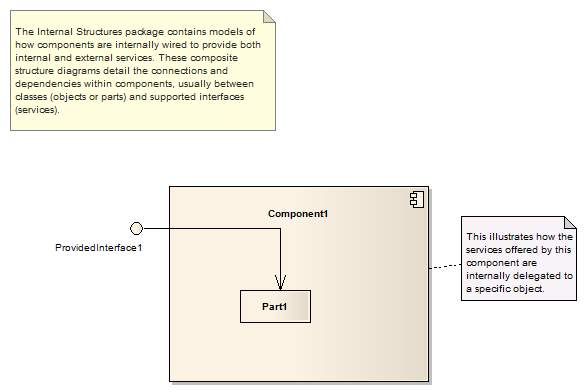 The Internal Structures package contains models of
how components are internally wired to provide both
internal and external services. These composite
structure diagrams detail the connections and
dependencies within components, usually between
classes (objects or parts) and supported interfaces
(services).
Component1
ProvidedInterface1
This illustrates how the
services offered by this
component are
internally delegated to
a specific object.
Part1